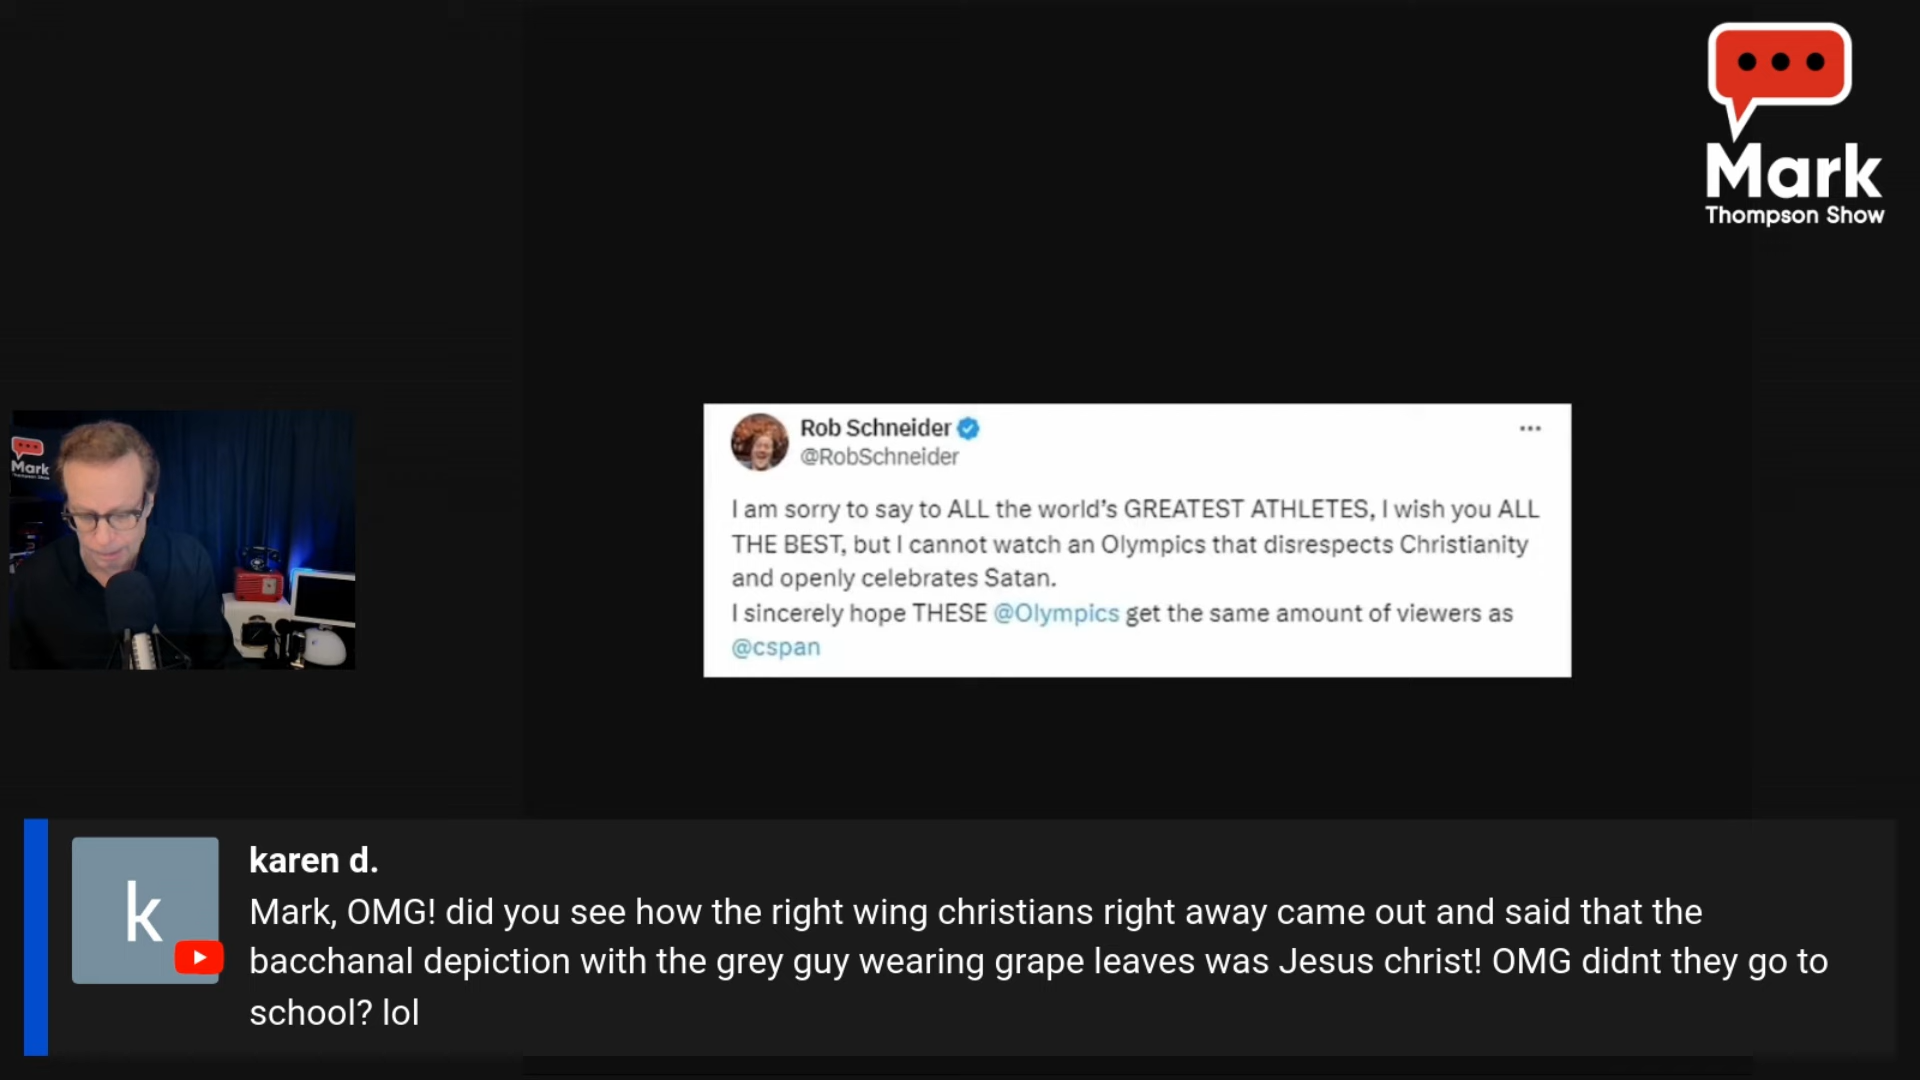 Mark
Thompson Show
Rob Schneider
@RobSchneider
I am sorry to say to ALL the world's GREATEST ATHLETES, I wish you ALL
THE BEST, but I cannot watch an Olympics that disrespects Christianity
and openly celebrates Satan.
I sincerely hope THESE @Olympics get the same amount of viewers as
@cspan
Mark
k
karen d.
Mark, OMG! did you see how the right wing christians right away came out and said that the
bacchanal depiction with the grey guy wearing grape leaves was Jesus christ! OMG didnt they go to
school? lol